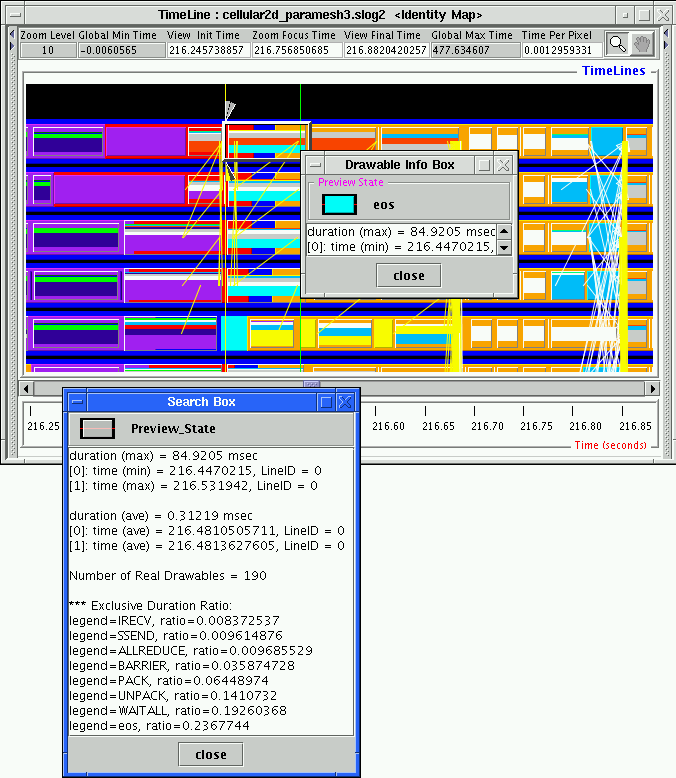 TimeLine : cellular2d_paramesh3.slog2 <Identity Map>
Zoom Level Global Min Time View Init Time Zoom Focus Time View Final Time Global Max Time Time Per Pixel
10 -0.0060565 216.245738857 216.756850685 216.8820420257 477.634607 0.0012959331
TimeLines
Drawable Info Box
Preview State
eos
duration (max) = 84.9205 msec
[0]: time (min) = 216.4470215,
close
216.25 216.60 216.65 216.70 216.75 216.80 216.85
Time (seconds)
Search Box
Preview_State
duration (max) = 84.9205 msec
[0]: time (min) = 216.4470215, LineID = 0
[1]: time (max) = 216.531942, LineID = 0
duration (ave) = 0.31219 msec
[0]: time (ave) = 216.4810505711, LineID = 0
[1]: time (ave) = 216.4813627605, LineID = 0
Number of Real Drawables = 190
*** Exclusive Duration Ratio:
legend=IRECV, ratio=0.008372537
legend=SSEND, ratio=0.009614876
legend=ALLREDUCE, ratio=0.009685529
legend=BARRIER, ratio=0.035874728
legend=PACK, ratio=0.06448974
legend=UNPACK, ratio=0.1410732
legend=WAITALL, ratio=0.19260368
legend=eos, ratio=0.2367744
close